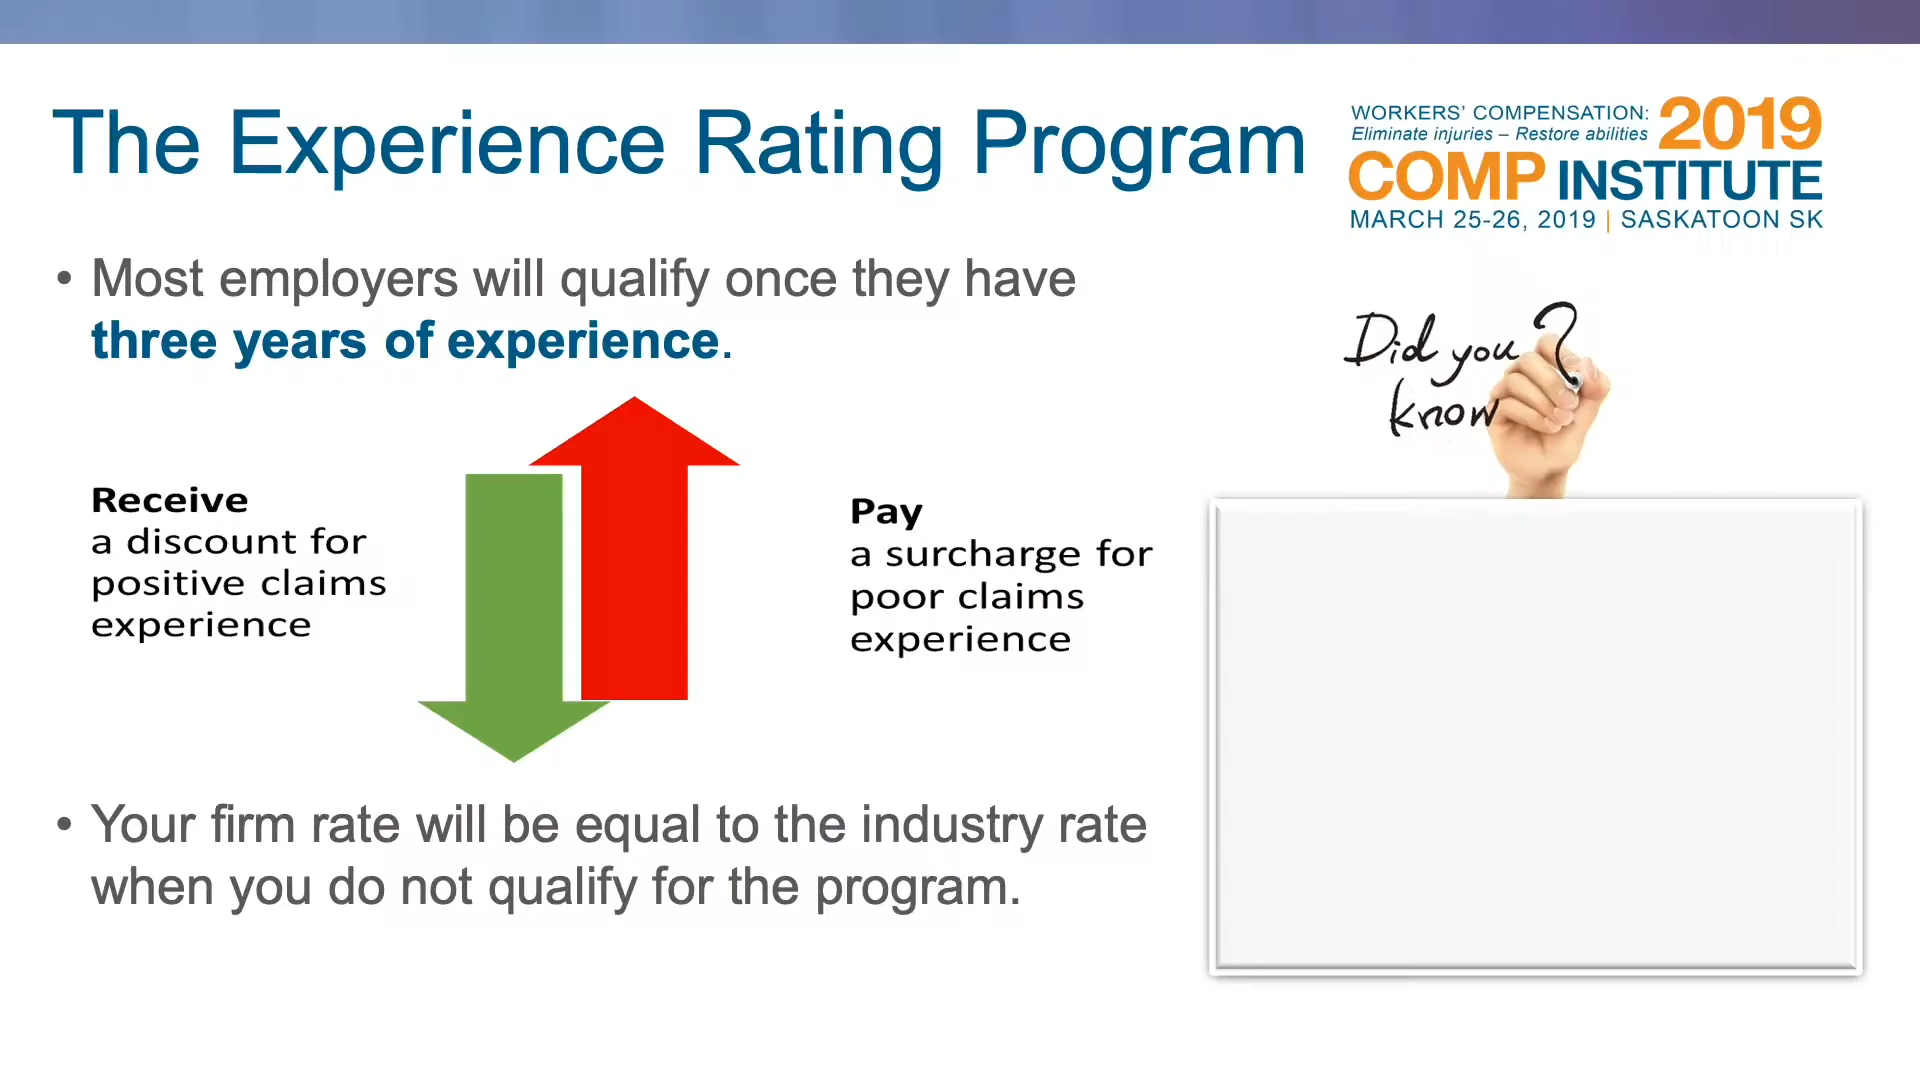 The Experience Rating Program
WORKERS' COMPENSATION: 2019
Eliminate injuries – Restore abilities
COMP INSTITUTE
MARCH 25-26, 2019 | SASKATOON SK
• Most employers will qualify once they have
three years of experience.
Did you know?
Receive
a discount for
positive claims
experience
Pay
a surcharge for
poor claims
experience
• Your firm rate will be equal to the industry rate
when you do not qualify for the program.